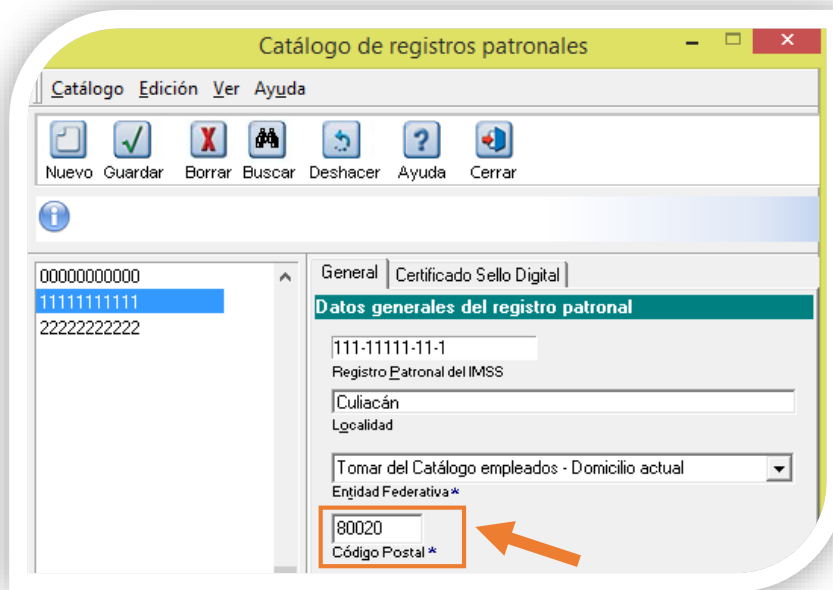 Catálogo de registros patronales
Catálogo Edición Ver Ayuda
Nuevo Guardar Borrar Buscar Deshacer Ayuda Cerrar
00000000000
11111111111
22222222222
General Certificado Sello Digital
Datos generales del registro patronal
111-11111-11-1
Registro Patronal del IMSS
Culiacán
Localidad
Tomar del Catálogo empleados - Domicilio actual
Entidad Federativa*
80020
Código Postal *